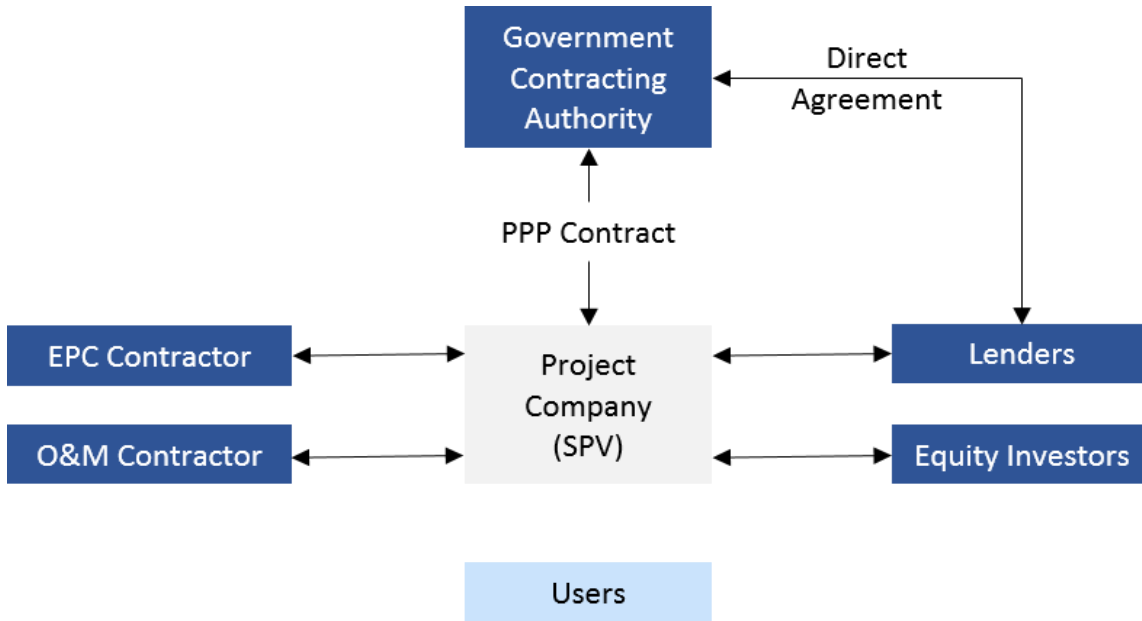 Government
Contracting
Authority
Direct
Agreement
PPP Contract
EPC Contractor
Project
Company
(SPV)
Lenders
O&M Contractor
Equity Investors
Users